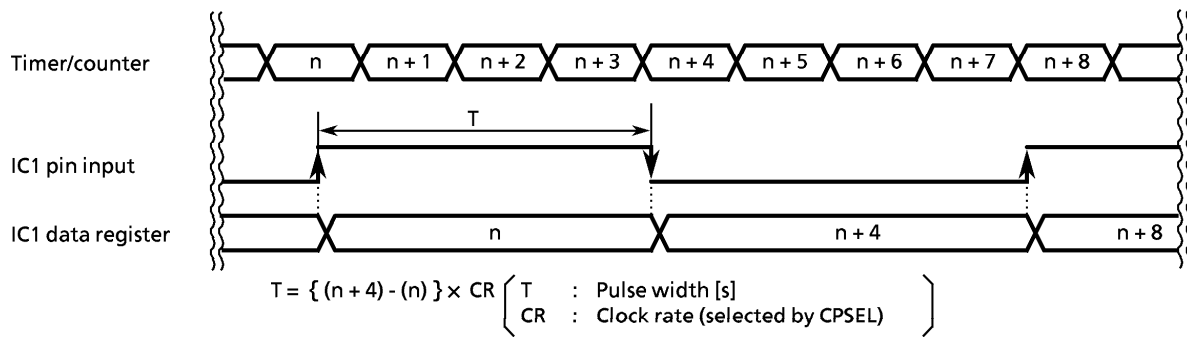 Timer/counter n n + 1 n + 2 n + 3 n + 4 n + 5 n + 6 n + 7 n + 8
T
IC1 pin input
IC1 data register n n + 4 n + 8
T = { (n + 4) - (n) } × CR ( T : Pulse width [s]
CR : Clock rate (selected by CPSEL) )